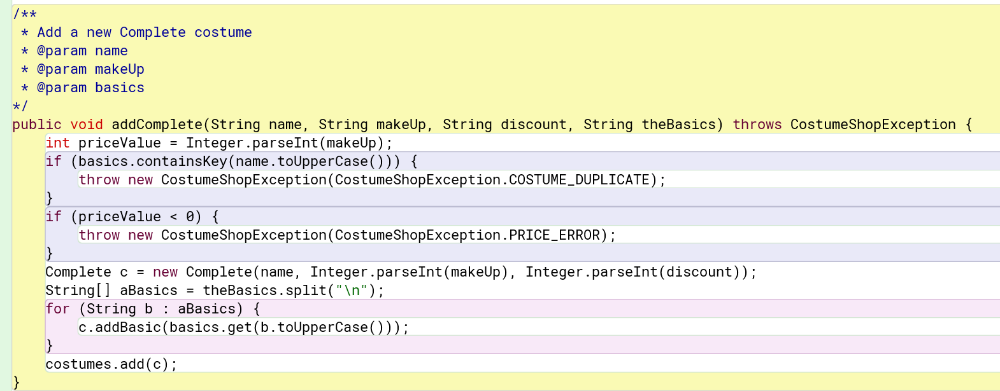 /**
 * Add a new Complete costume
 * @param name
 * @param makeUp
 * @param basics
*/
public void addComplete(String name, String makeUp, String discount, String theBasics) throws CostumeShopException {
    int priceValue = Integer.parseInt(makeUp);
    if (basics.containsKey(name.toUpperCase())) {
        throw new CostumeShopException(CostumeShopException.COSTUME_DUPLICATE);
    }
    if (priceValue < 0) {
        throw new CostumeShopException(CostumeShopException.PRICE_ERROR);
    }
    Complete c = new Complete(name, Integer.parseInt(makeUp), Integer.parseInt(discount));
    String[] aBasics = theBasics.split("\n");
    for (String b : aBasics) {
        c.addBasic(basics.get(b.toUpperCase()));
    }
    costumes.add(c);
}